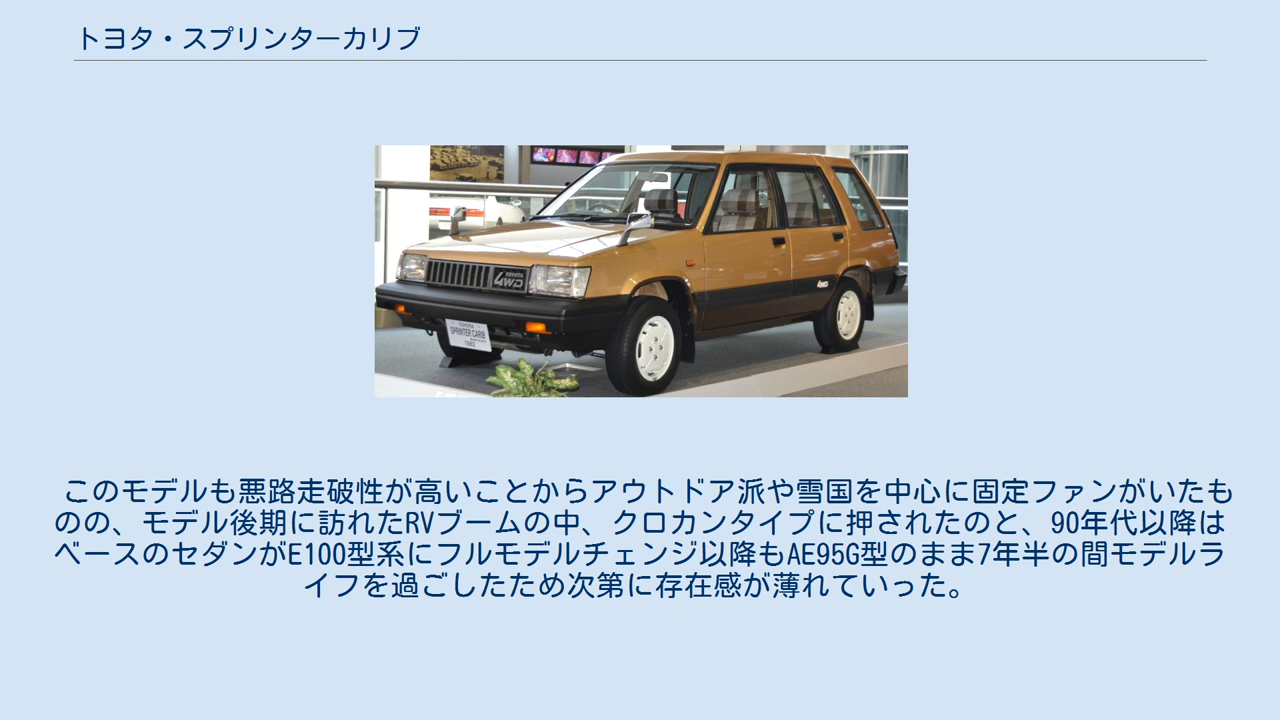 トヨタ・スプリンターカリブ
TOYOTA
4WD
4WD
TOYOTA
SPRINTER CARIB
1982
このモデルも悪路走破性が高いことからアウトドア派や雪国を中心に固定ファンがいたも
のの、モデル後期に訪れたRVブームの中、クロカンタイプに押されたのと、90年代以降は
ベースのセダンがE100型系にフルモデルチェンジ以降もAE95G型のまま7年半の間モデルラ
イフを過ごしたため次第に存在感が薄れていった。